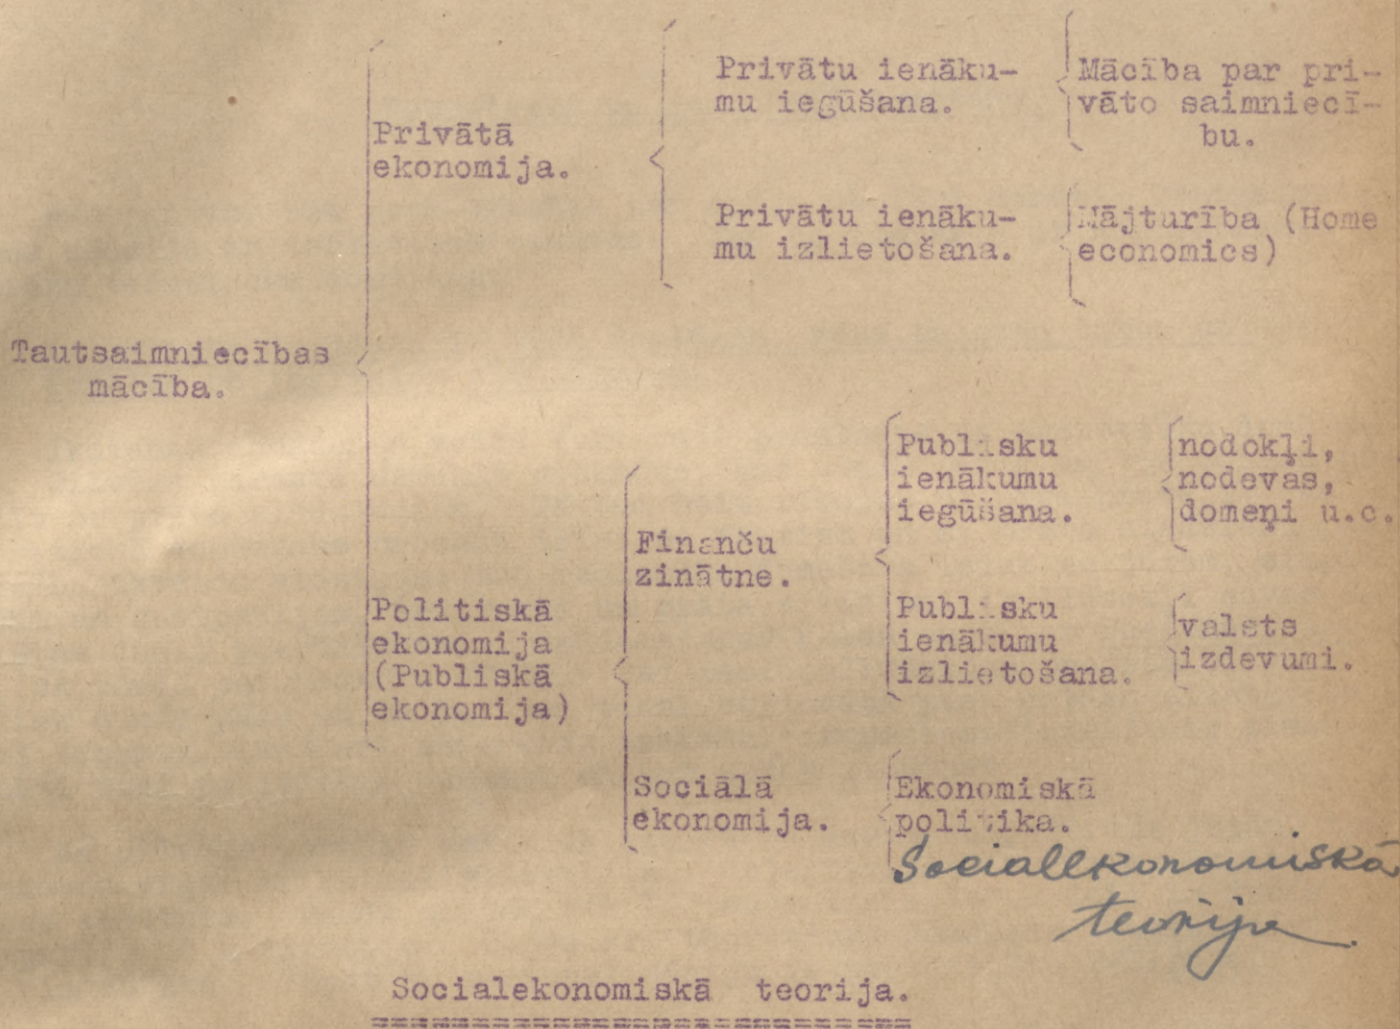 Privātu ienāku-
mu iegūšana.
Mācība par pri-
vāto saimniecī-
bu.
Privātā
ekonomija.
Privātu ienāku-
mu izlietošana.
Mājturība (Home
economics)
Tautsaimniecības
mācība.
Publisku
ienākumu
iegūšana.
nodokļi,
nodevas,
domeņi u.c.
Finanču
zinātne.
Publisku
ienākumu
izlietošana.
valsts
izdevumi.
Politiskā
ekonomija
(Publiskā
ekonomija)
Sociālā
ekonomija.
Ekonomiskā
politika.
Sociālekonomiskā
teorija.
Socialekonomiskā teorija.